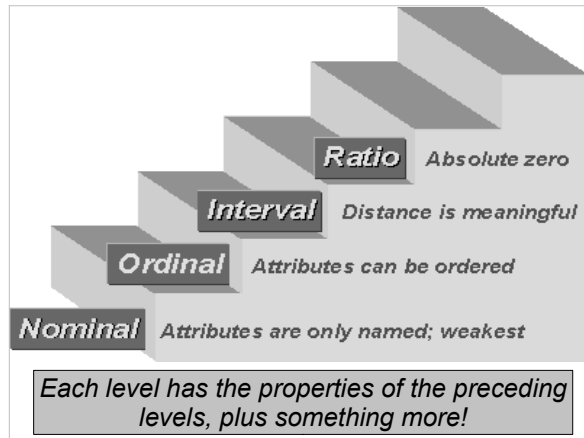 Ratio Absolute zero
Interval Distance is meaningful
Ordinal Attributes can be ordered
Nominal Attributes are only named; weakest
Each level has the properties of the preceding
levels, plus something more!